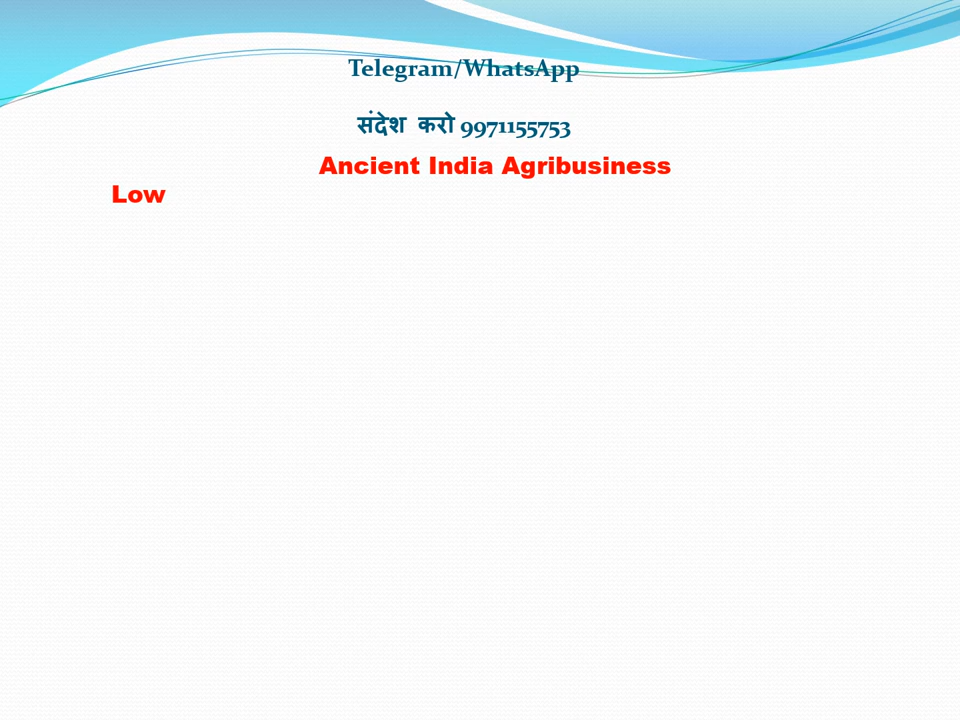 Telegram/WhatsApp
संदेश करो 9971155753
Ancient India Agribusiness
Low